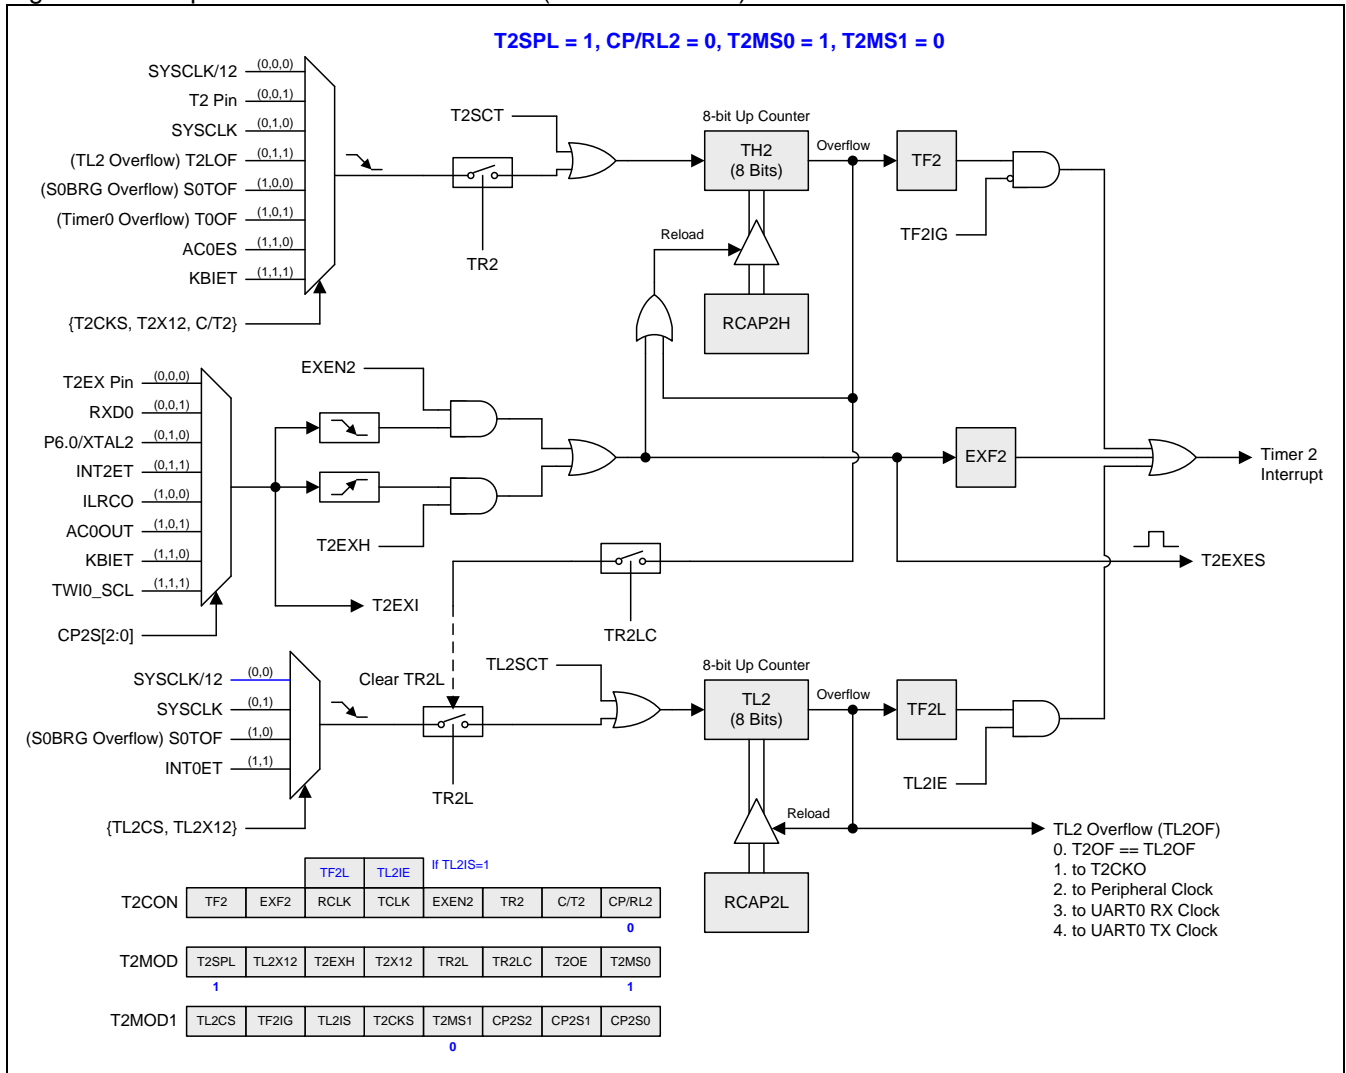 T2SPL = 1, CP/RL2 = 0, T2MS0 = 1, T2MS1 = 0
SYSCLK/12 (0,0,0)
T2 Pin (0,0,1)
SYSCLK (0,1,0)
(TL2 Overflow) T2LOF (0,1,1)
(S0BRG Overflow) S0TOF (1,0,0)
(Timer0 Overflow) T0OF (1,0,1)
AC0ES (1,1,0)
KBIET (1,1,1)
{T2CKS, T2X12, C/T2}
TR2
T2SCT
8-bit Up Counter
TH2
(8 Bits)
Overflow
TF2
TF2IG
Reload
RCAP2H
T2EX Pin (0,0,0)
RXD0 (0,0,1)
P6.0/XTAL2 (0,1,0)
INT2ET (0,1,1)
ILRCO (1,0,0)
AC0OUT (1,0,1)
KBIET (1,1,0)
TWI0_SCL (1,1,1)
CP2S[2:0]
EXEN2
T2EXH
T2EXI
EXF2
Timer 2
Interrupt
T2EXES
TR2LC
SYSCLK/12 (0,0)
SYSCLK (0,1)
(S0BRG Overflow) S0TOF (1,0)
INT0ET (1,1)
{TL2CS, TL2X12}
Clear TR2L
TR2L
TL2SCT
8-bit Up Counter
TL2
(8 Bits)
Overflow
TF2L
TL2IE
Reload
RCAP2L
TL2 Overflow (TL2OF)
0. T2OF == TL2OF
1. to T2CKO
2. to Peripheral Clock
3. to UART0 RX Clock
4. to UART0 TX Clock
TF2L TL2IE If TL2IS=1
T2CON TF2 EXF2 RCLK TCLK EXEN2 TR2 C/T2 CP/RL2
0
T2MOD T2SPL TL2X12 T2EXH T2X12 TR2L TR2LC T2OE T2MS0
1 1
T2MOD1 TL2CS TF2IG TL2IS T2CKS T2MS1 CP2S2 CP2S1 CP2S0
0